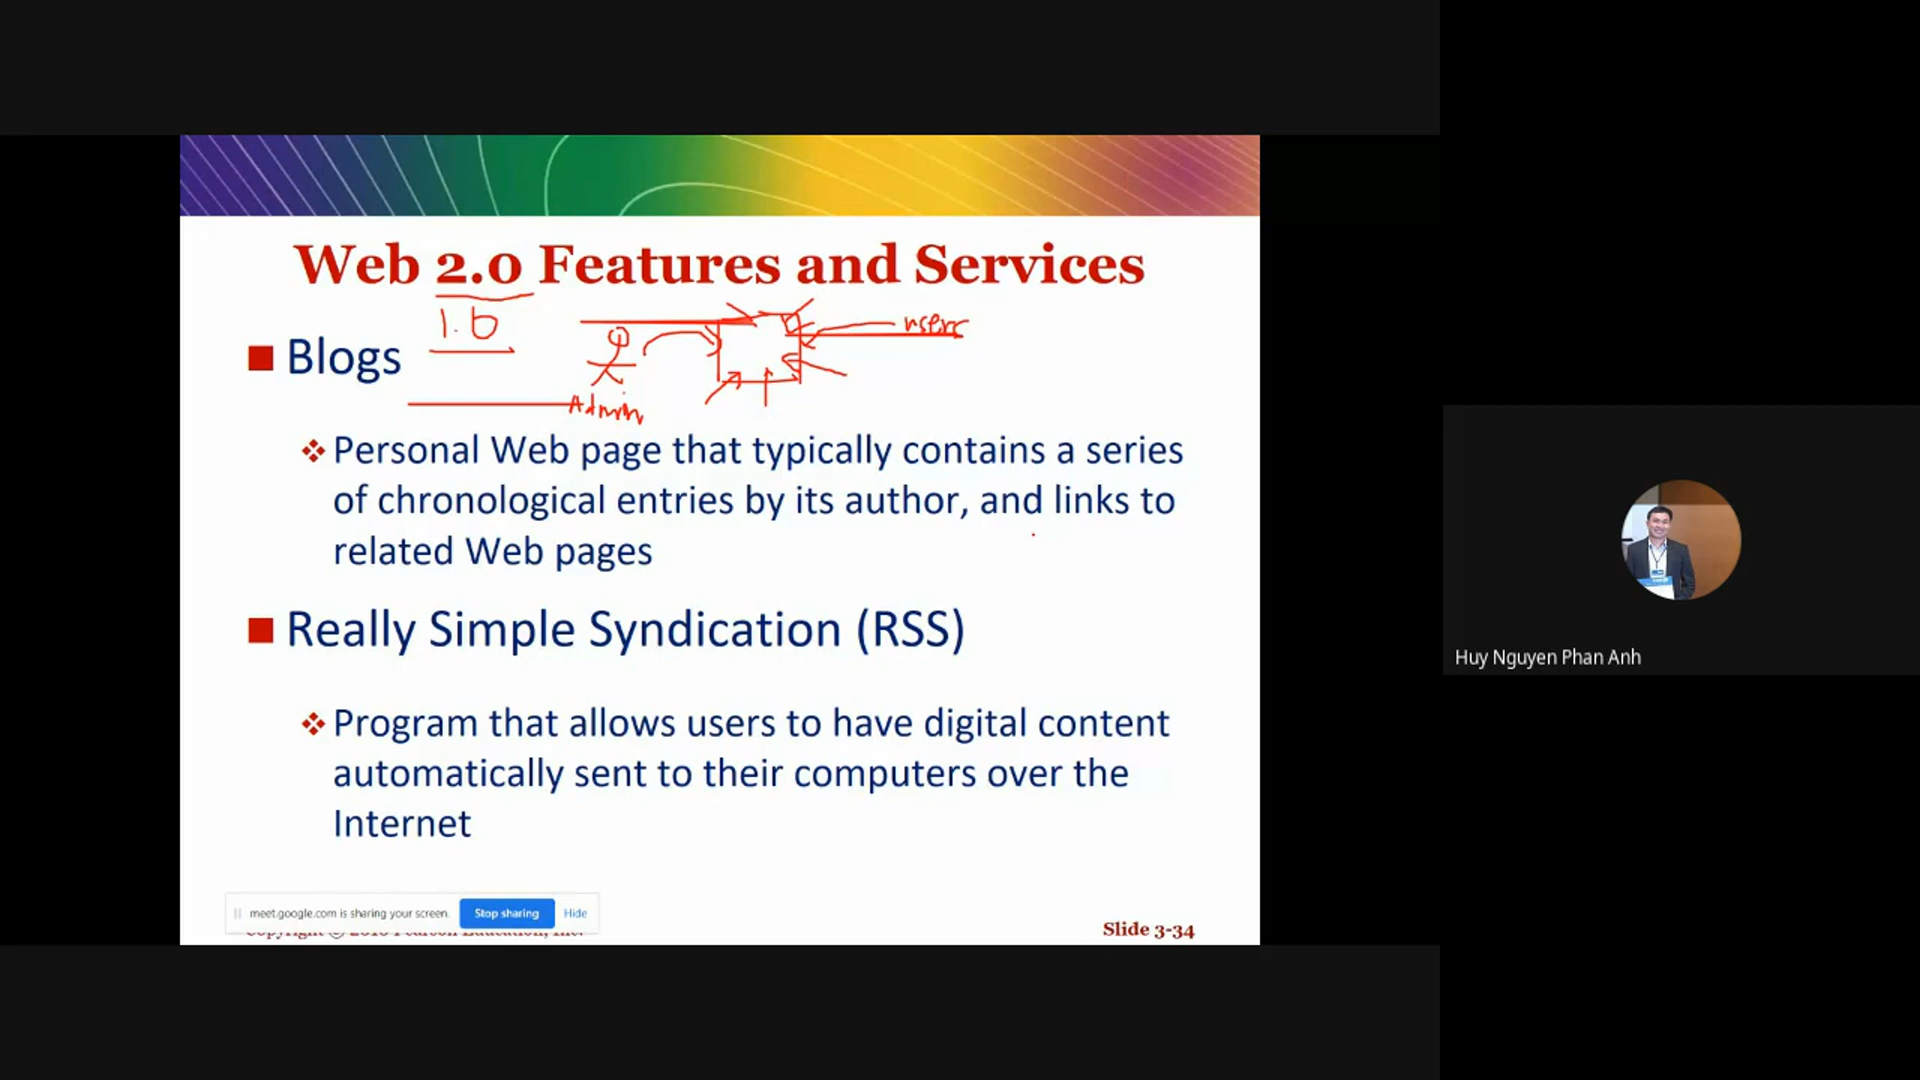 Web 2.0 Features and Services
1.0
users
Blogs
Admin
Personal Web page that typically contains a series
of chronological entries by its author, and links to
related Web pages
Really Simple Syndication (RSS)
Program that allows users to have digital content
automatically sent to their computers over the
Internet
meet.google.com is sharing your screen.
Stop sharing
Hide
Slide 3-34
Huy Nguyen Phan Anh